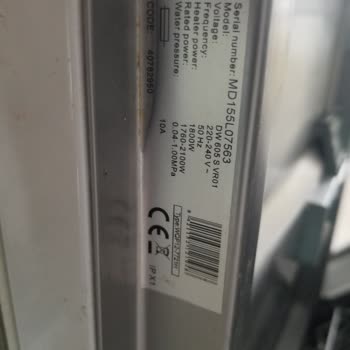 Serial number: MD155L07563
Model: DW 605 S VR01
Voltage: 220-240 V ~
Frequency: 50 Hz
Heater power: 1800W
Rated power: 1760-2100W
Water pressure: 0.04-1.00MPa
10A
CODE 40782950
CE
IPX1